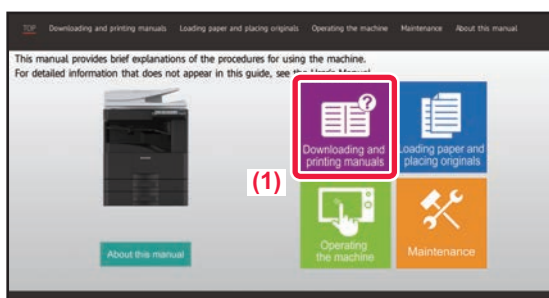 TOP Downloading and printing manuals Loading paper and placing originals Operating the machine Maintenance About this manual
This manual provides brief explanations of the procedures for using the machine.
For detailed information that does not appear in this guide, see the User's Manual.
?
Downloading and
printing manuals
Loading paper and
placing originals
(1)
Operating
the machine
Maintenance
About this manual